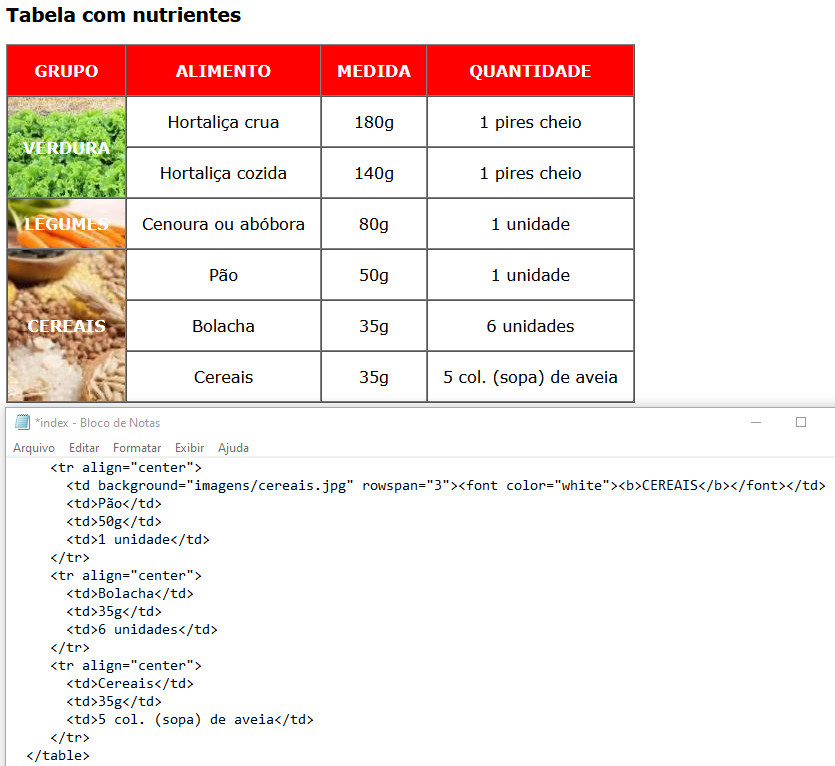 Tabela com nutrientes
GRUPO ALIMENTO MEDIDA QUANTIDADE
VERDURA Hortaliça crua 180g 1 pires cheio
Hortaliça cozida 140g 1 pires cheio
LEGUMES Cenoura ou abóbora 80g 1 unidade
CEREAIS Pão 50g 1 unidade
Bolacha 35g 6 unidades
Cereais 35g 5 col. (sopa) de aveia
*index - Bloco de Notas
Arquivo Editar Formatar Exibir Ajuda
<tr align="center">
<td background="imagens/cereais.jpg" rowspan="3"><font color="white"><b>CEREAIS</b></font></td>
<td>Pão</td>
<td>50g</td>
<td>1 unidade</td>
</tr>
<tr align="center">
<td>Bolacha</td>
<td>35g</td>
<td>6 unidades</td>
</tr>
<tr align="center">
<td>Cereais</td>
<td>35g</td>
<td>5 col. (sopa) de aveia</td>
</tr>
</table>